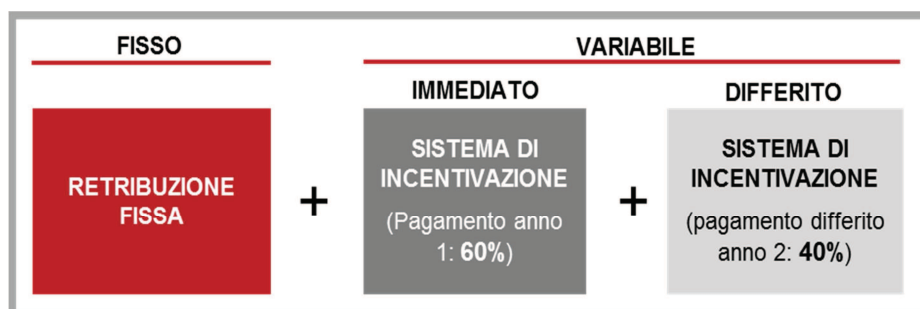 FISSO
VARIABILE
IMMEDIATO
DIFFERITO
RETRIBUZIONE
FISSA
+
SISTEMA DI
INCENTIVAZIONE
(Pagamento anno
1: 60%)
+
SISTEMA DI
INCENTIVAZIONE
(pagamento differito
anno 2: 40%)